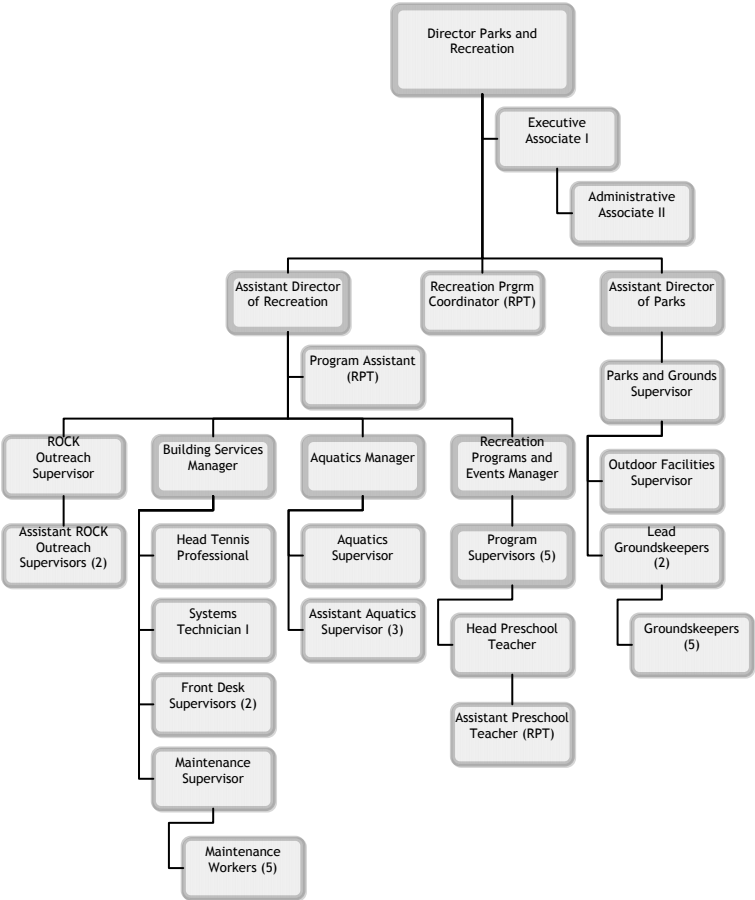 Director Parks and
Recreation
Executive
Associate I
Administrative
Associate II
Assistant Director
of Recreation
Recreation Prgrm
Coordinator (RPT)
Assistant Director
of Parks
Program Assistant
(RPT)
Parks and Grounds
Supervisor
ROCK
Outreach
Supervisor
Building Services
Manager
Aquatics Manager
Recreation
Programs and
Events Manager
Outdoor Facilities
Supervisor
Assistant ROCK
Outreach
Supervisors (2)
Head Tennis
Professional
Aquatics
Supervisor
Program
Supervisors (5)
Lead
Groundskeepers
(2)
Systems
Technician I
Assistant Aquatics
Supervisor (3)
Head Preschool
Teacher
Groundskeepers
(5)
Front Desk
Supervisors (2)
Assistant Preschool
Teacher (RPT)
Maintenance
Supervisor
Maintenance
Workers (5)